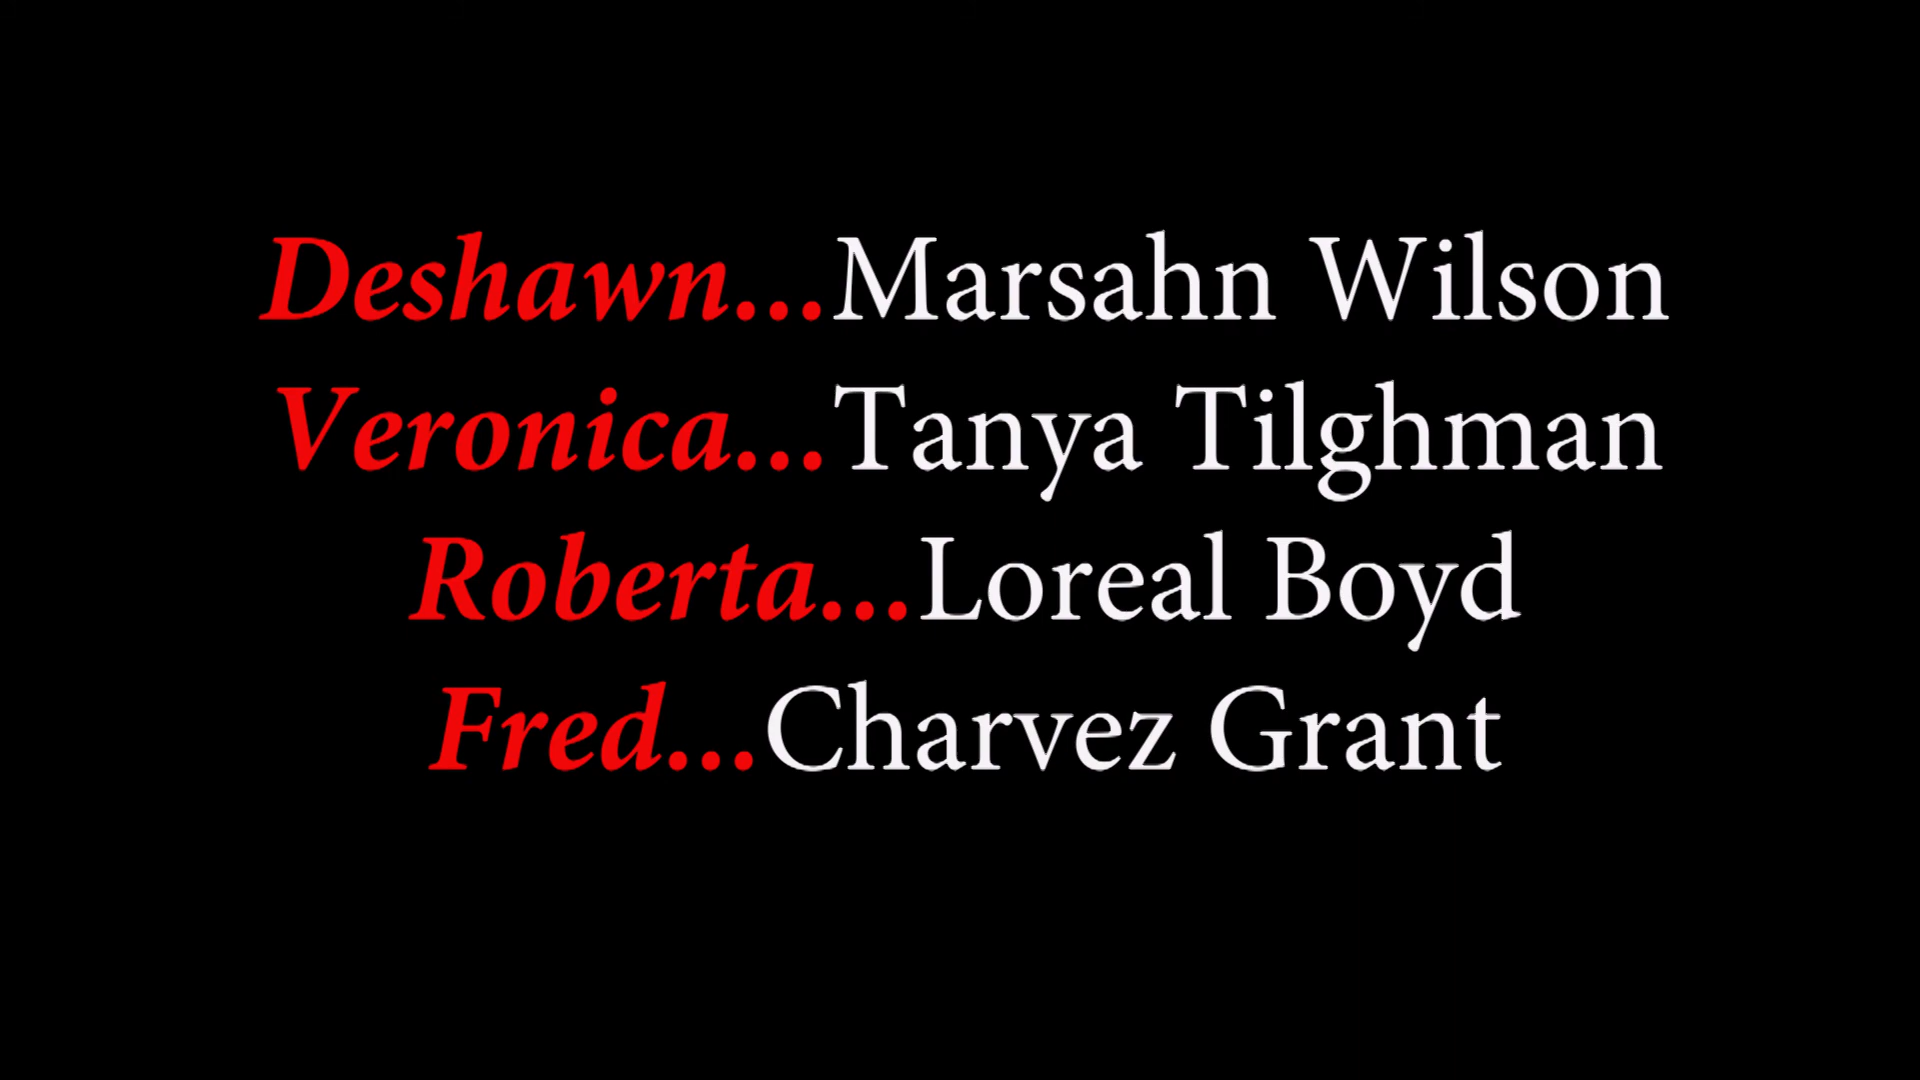 Deshawn...Marsahn Wilson
Veronica...Tanya Tilghman
Roberta...Loreal Boyd
Fred...Charvez Grant